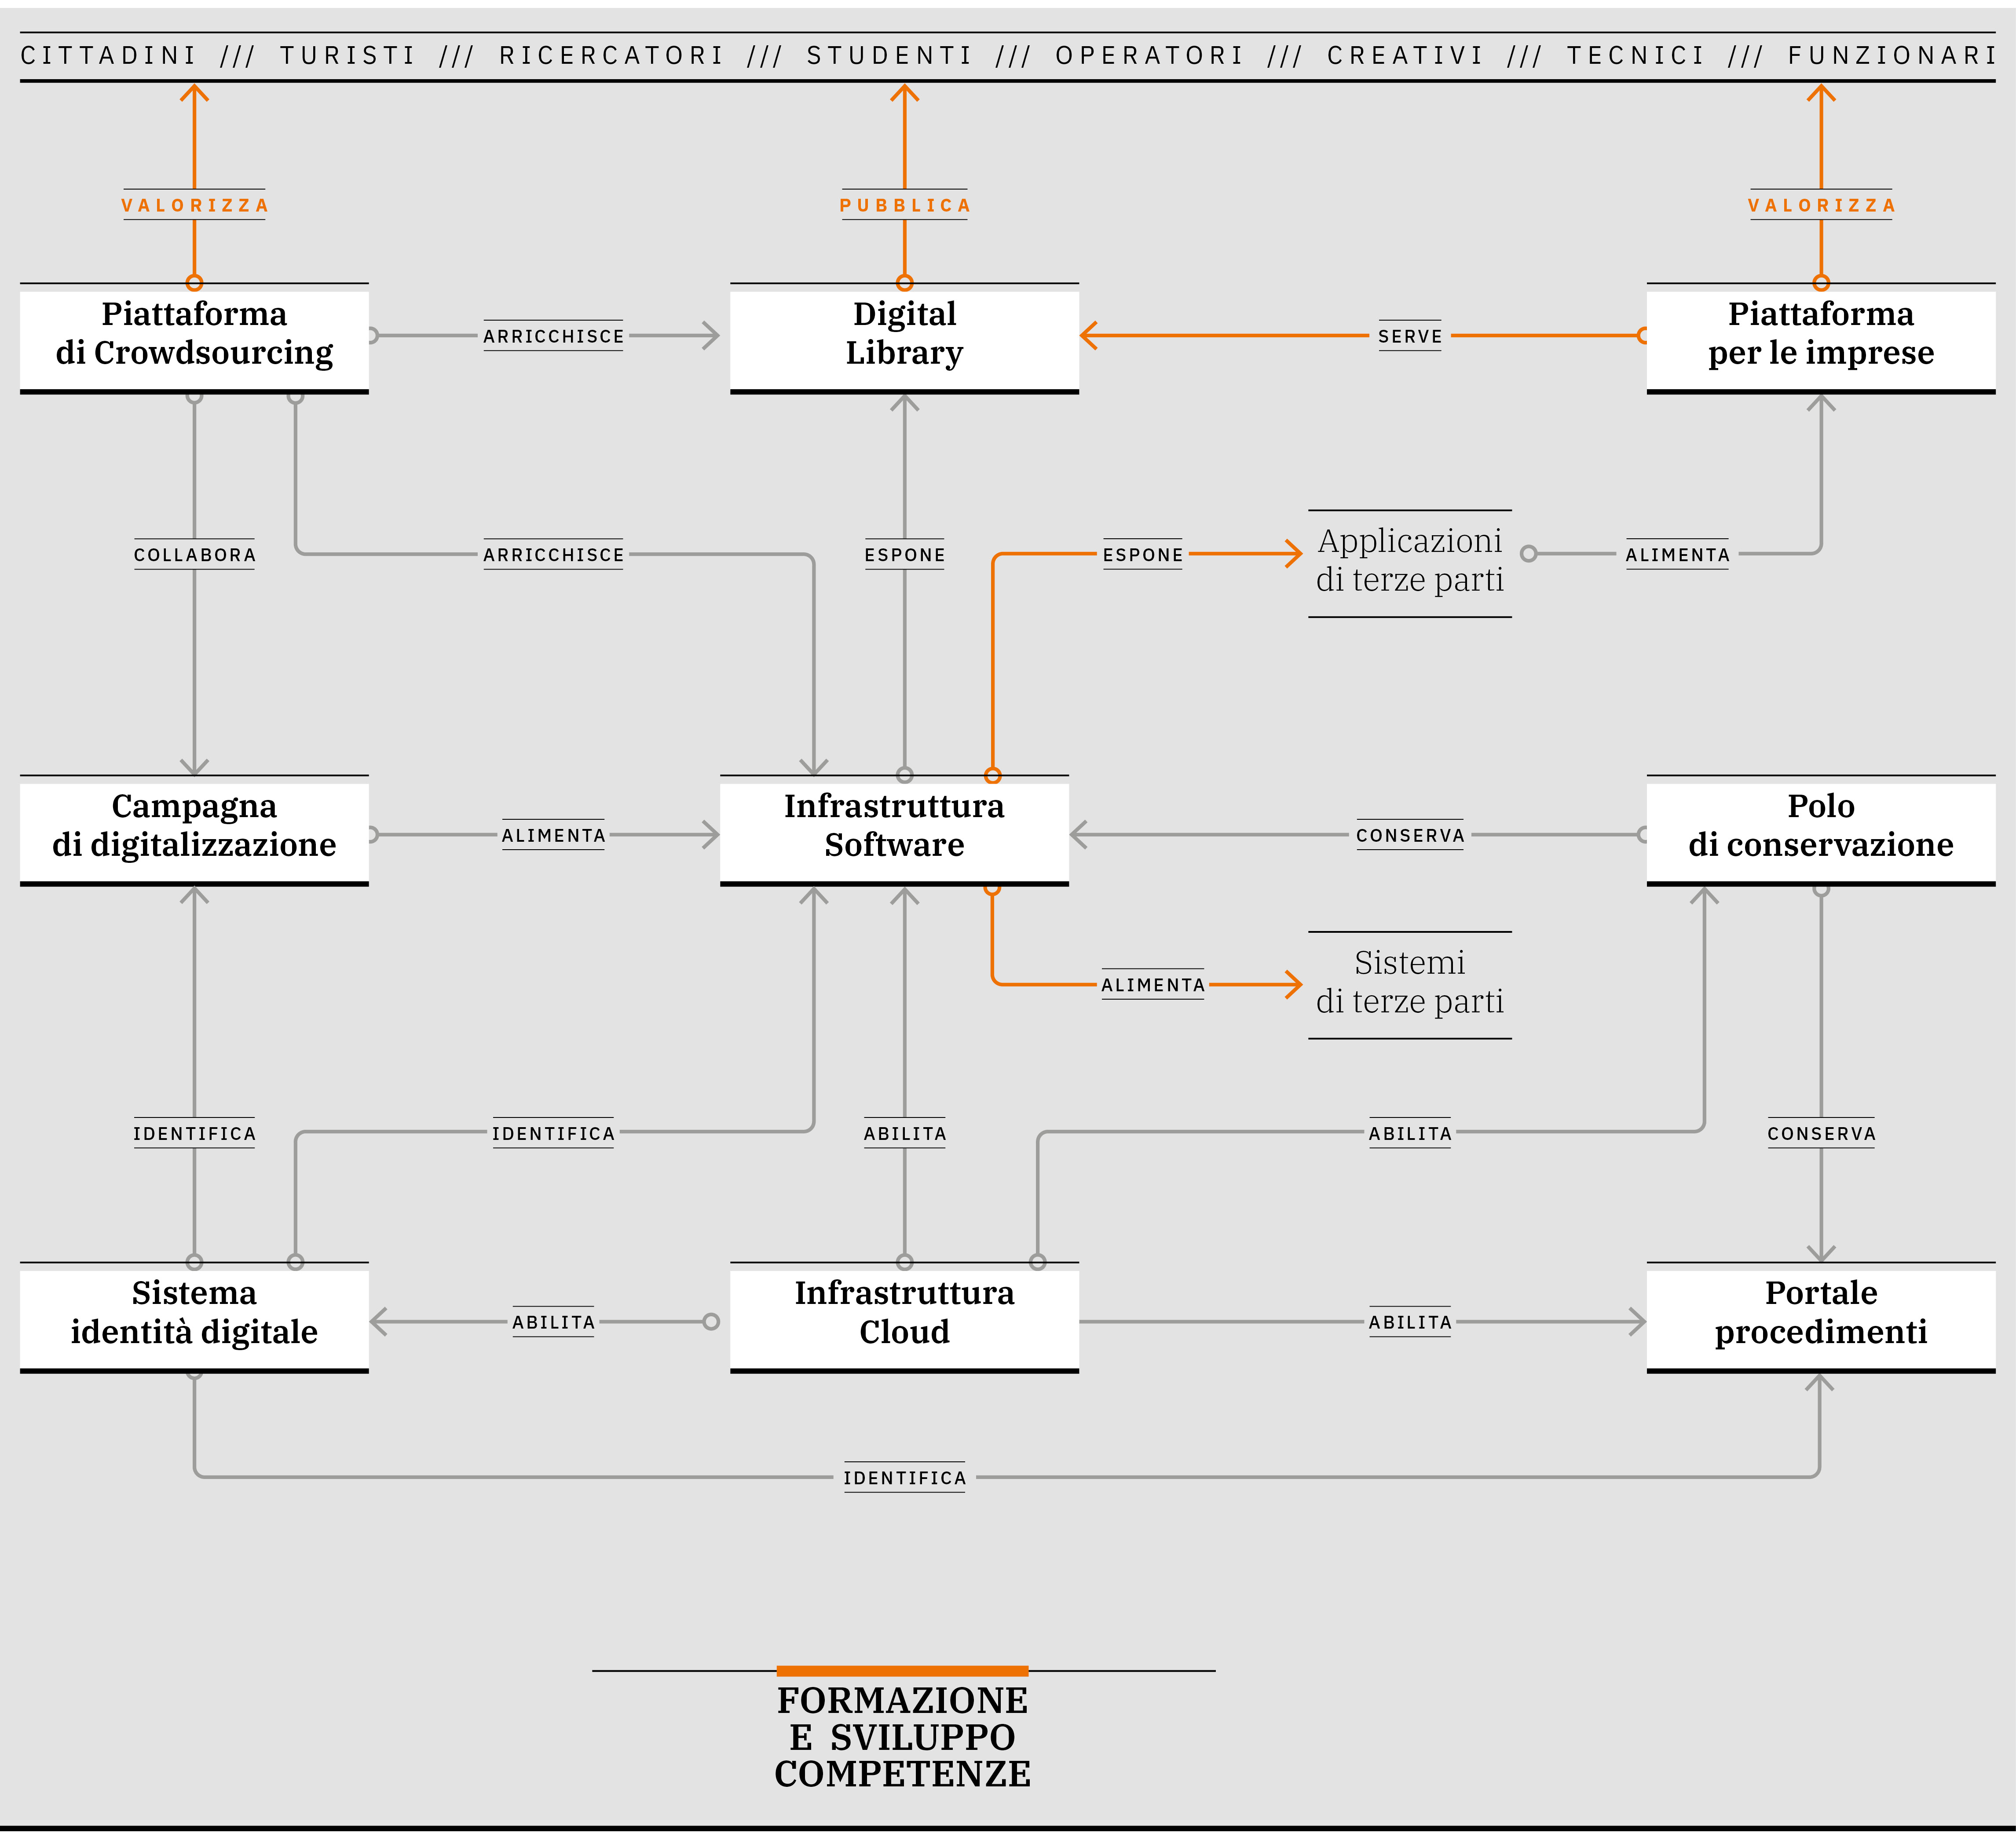 CITTADINI /// TURISTI /// RICERCATORI /// STUDENTI /// OPERATORI /// CREATIVI /// TECNICI /// FUNZIONARI
VALORIZZA
PUBBLICA
VALORIZZA
Piattaforma
di Crowdsourcing
ARRICCHISCE
Digital
Library
SERVE
Piattaforma
per le imprese
COLLABORA
ARRICCHISCE
ESPONE
ESPONE
Applicazioni
di terze parti
ALIMENTA
Campagna
di digitalizzazione
ALIMENTA
Infrastruttura
Software
CONSERVA
Polo
di conservazione
ALIMENTA
Sistemi
di terze parti
IDENTIFICA
IDENTIFICA
ABILITA
ABILITA
CONSERVA
Sistema
identità digitale
ABILITA
Infrastruttura
Cloud
ABILITA
Portale
procedimenti
IDENTIFICA
FORMAZIONE
E SVILUPPO
COMPETENZE